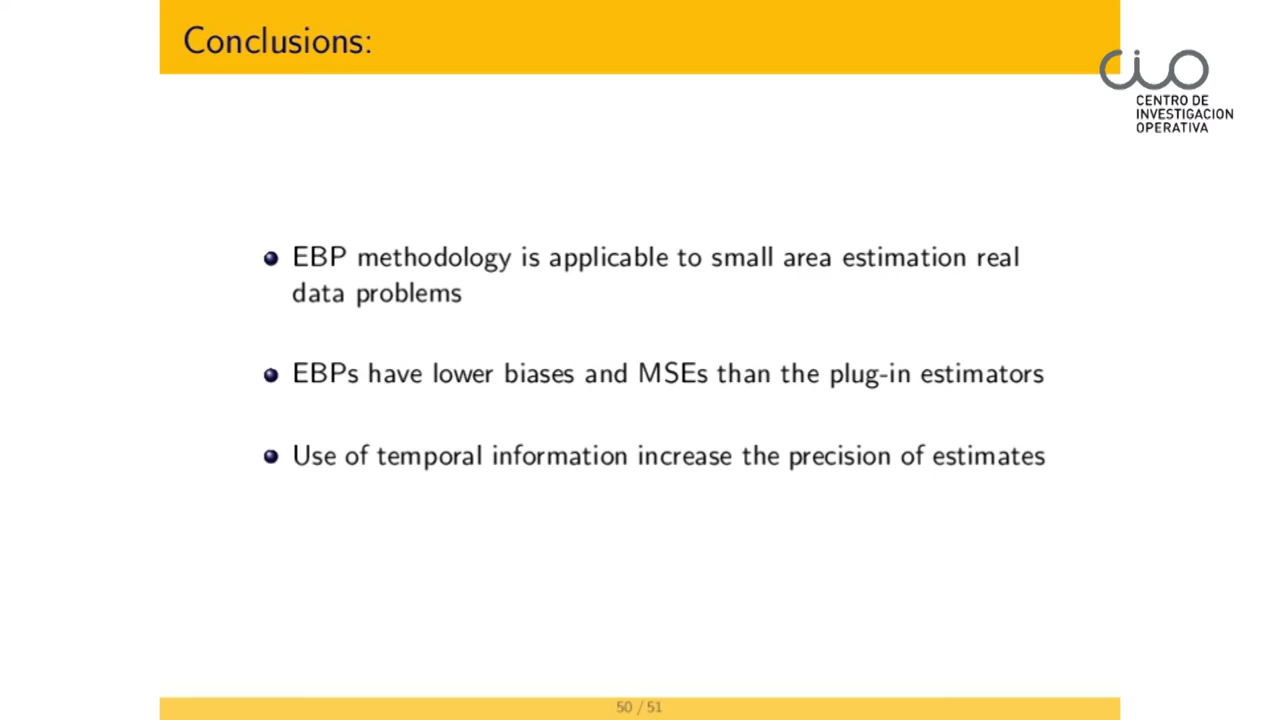 Conclusions:
CIO
CENTRO DE
INVESTIGACION
OPERATIVA
EBP methodology is applicable to small area estimation real
data problems
EBPs have lower biases and MSEs than the plug-in estimators
Use of temporal information increase the precision of estimates
50 / 51